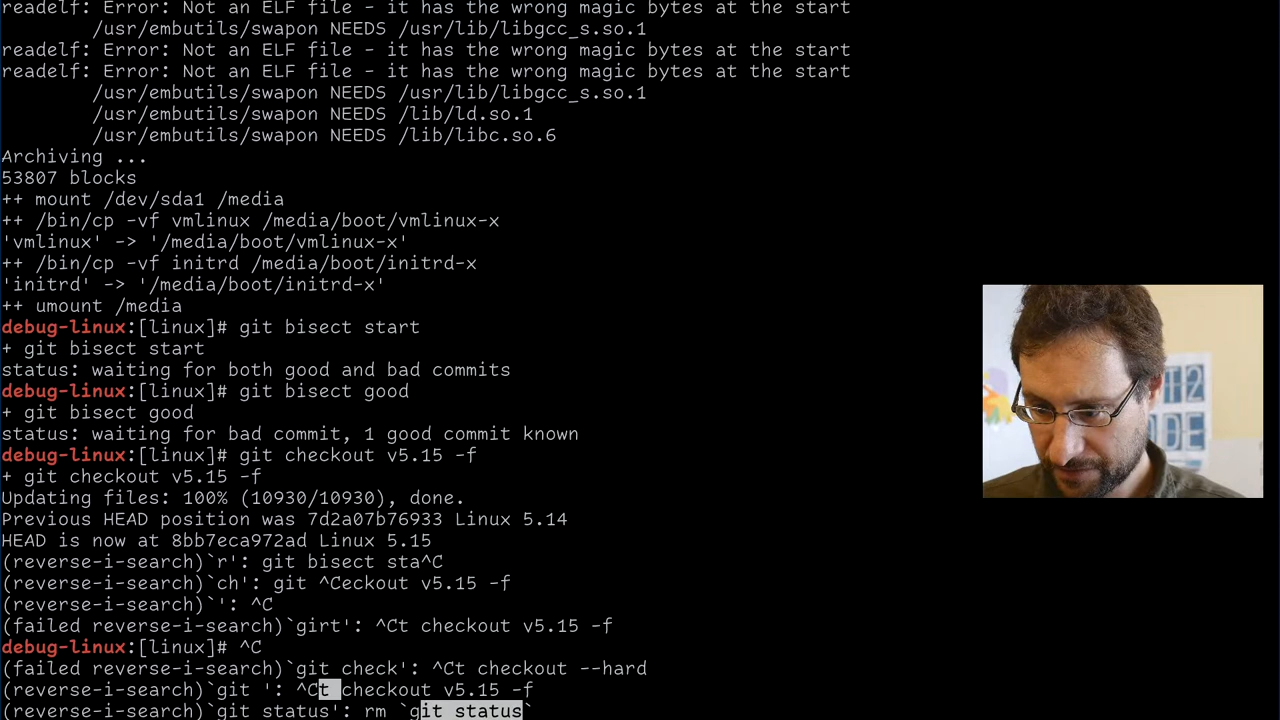 readelf: Error: Not an ELF file - it has the wrong magic bytes at the start
        /usr/embutils/swapon NEEDS /usr/lib/libgcc_s.so.1
readelf: Error: Not an ELF file - it has the wrong magic bytes at the start
readelf: Error: Not an ELF file - it has the wrong magic bytes at the start
        /usr/embutils/swapon NEEDS /usr/lib/libgcc_s.so.1
        /usr/embutils/swapon NEEDS /lib/ld.so.1
        /usr/embutils/swapon NEEDS /lib/libc.so.6
Archiving ...
53807 blocks
++ mount /dev/sda1 /media
++ /bin/cp -vf vmlinux /media/boot/vmlinux-x
'vmlinux' -> '/media/boot/vmlinux-x'
++ /bin/cp -vf initrd /media/boot/initrd-x
'initrd' -> '/media/boot/initrd-x'
++ umount /media
debug-linux:[linux]# git bisect start
+ git bisect start
status: waiting for both good and bad commits
debug-linux:[linux]# git bisect good
+ git bisect good
status: waiting for bad commit, 1 good commit known
debug-linux:[linux]# git checkout v5.15 -f
+ git checkout v5.15 -f
Updating files: 100% (10930/10930), done.
Previous HEAD position was 7d2a07b76933 Linux 5.14
HEAD is now at 8bb7eca972ad Linux 5.15
(reverse-i-search)`r': git bisect sta^C
(reverse-i-search)`ch': git ^Ceckout v5.15 -f
(reverse-i-search)`': ^C
(failed reverse-i-search)`girt': ^Ct checkout v5.15 -f
debug-linux:[linux]# ^C
(failed reverse-i-search)`git check': ^Ct checkout --hard
(reverse-i-search)`git ': ^Ct checkout v5.15 -f
(reverse-i-search)`git status': rm `git status`